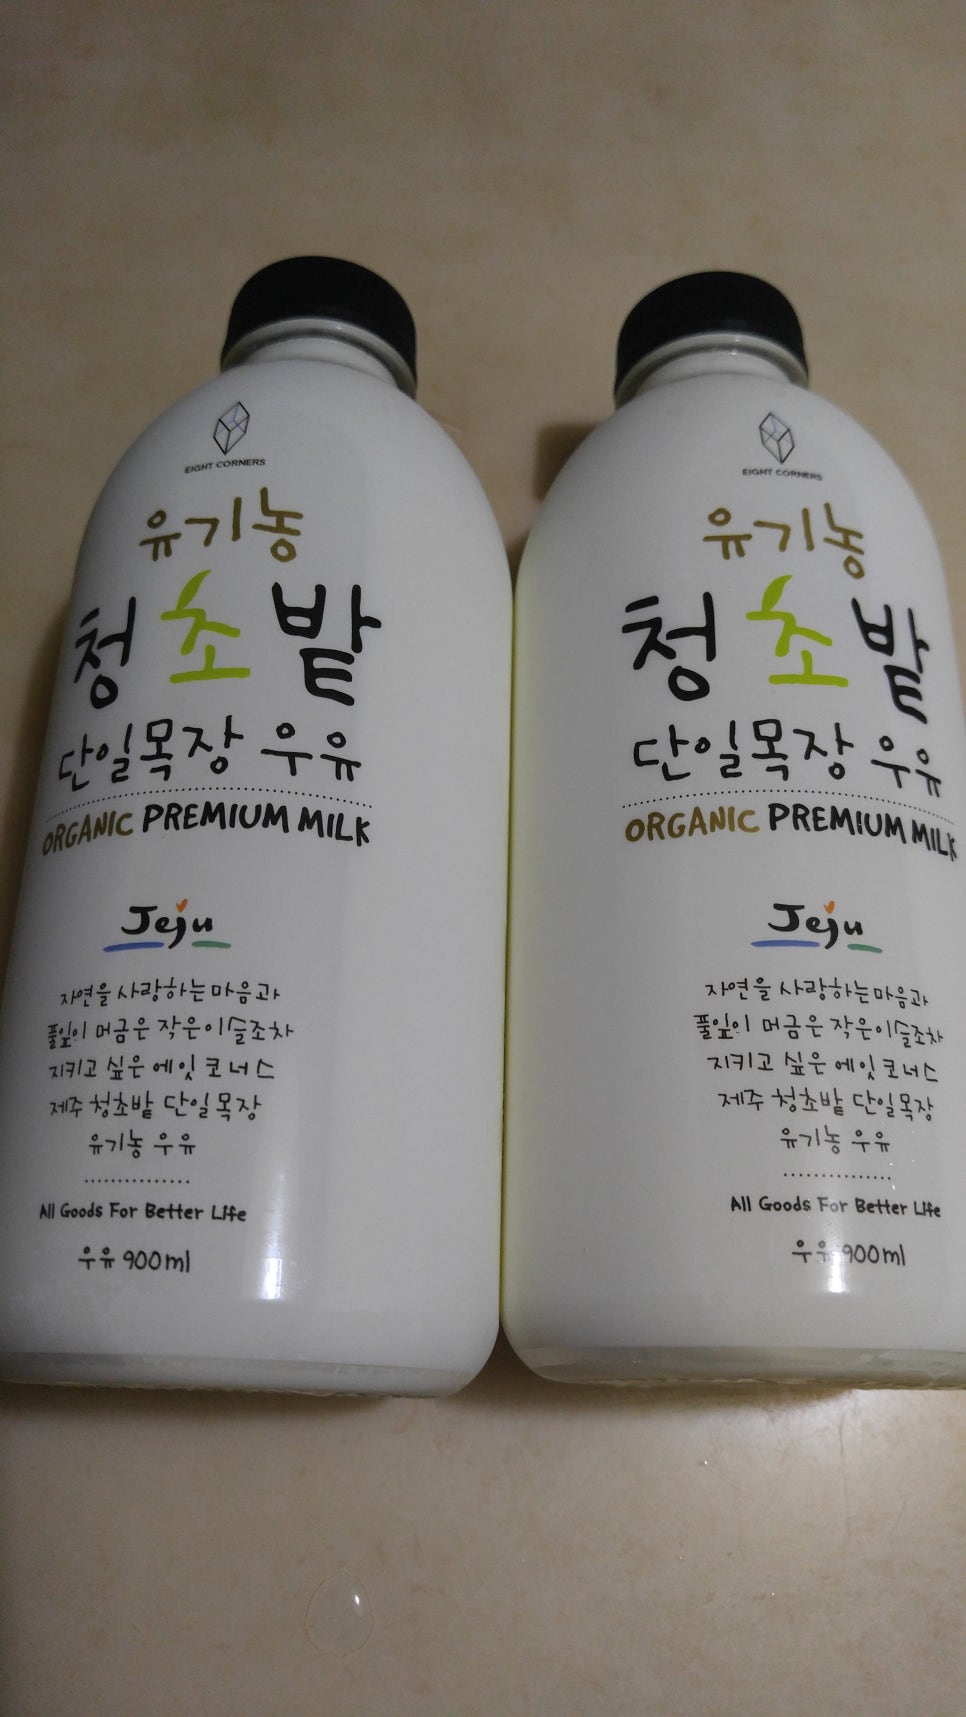 EIGHT CORNERS
유기농
청초밭
단일목장 우유
ORGANIC PREMIUM MILK
Jeju
자연을 사랑하는 마음과
풀잎이 머금은 작은 이슬조차
지키고 싶은 에잇 코너스
제주 청초밭 단일목장
유기농 우유
All Goods For Better Life
우유 900ml
EIGHT CORNERS
유기농
청초밭
단일목장 우유
ORGANIC PREMIUM MILK
Jeju
자연을 사랑하는 마음과
풀잎이 머금은 작은 이슬조차
지키고 싶은 에잇 코너스
제주 청초밭 단일목장
유기농 우유
All Goods For Better Life
우유 900ml